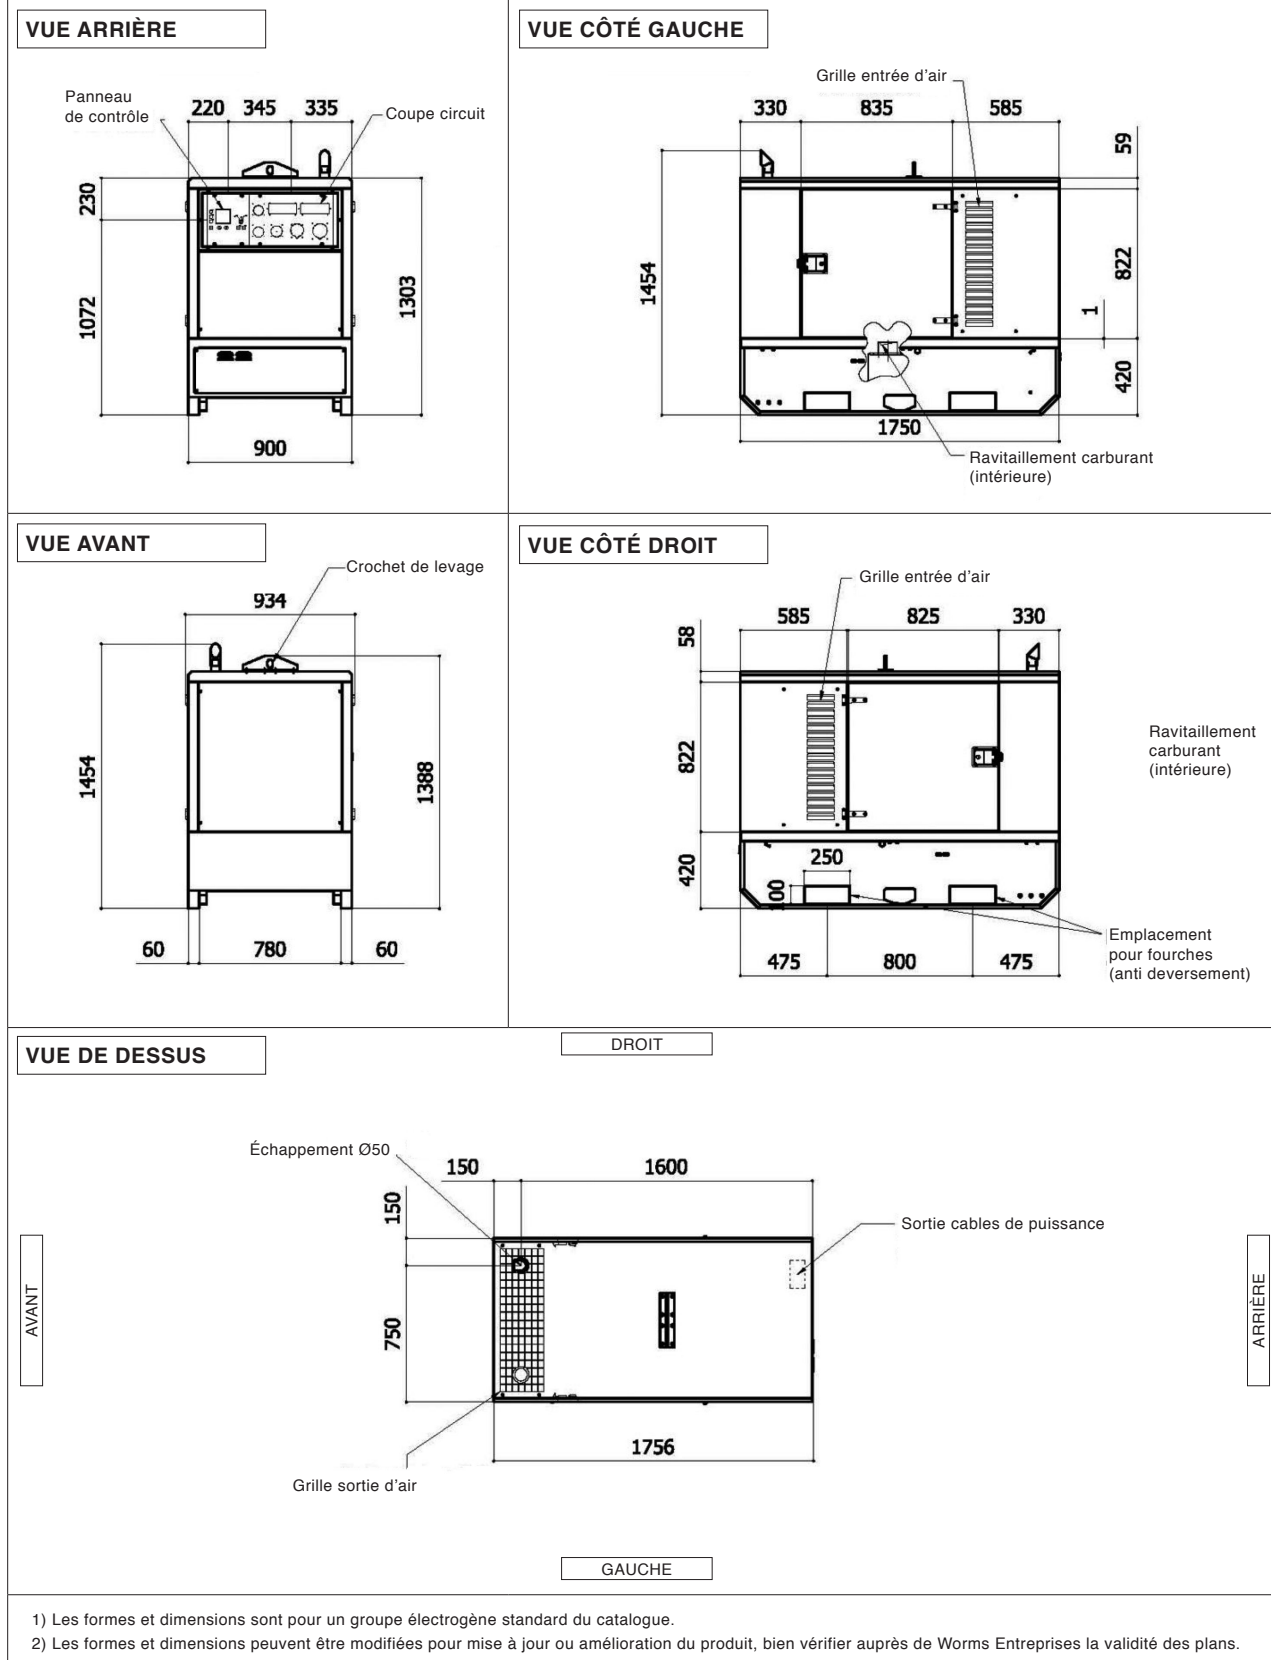 VUE ARRIÈRE
Panneau
de contrôle
220 345 335
Coupe circuit
230
1072
1303
900
VUE CÔTÉ GAUCHE
Grille entrée d'air
330 835 585
59
1454
822
1
420
1750
Ravitaillement carburant
(intérieure)
VUE AVANT
Crochet de levage
934
1454
1388
60 780 60
VUE CÔTÉ DROIT
Grille entrée d'air
585 825 330
58
822
420
250
100
Ravitaillement
carburant
(intérieure)
475 800 475
Emplacement
pour fourches
(anti deversement)
VUE DE DESSUS
DROIT
Échappement Ø50
150 1600
150
Sortie cables de puissance
AVANT
ARRIÈRE
750
1756
Grille sortie d'air
GAUCHE
1) Les formes et dimensions sont pour un groupe électrogène standard du catalogue.
2) Les formes et dimensions peuvent être modifiées pour mise à jour ou amélioration du produit, bien vérifier auprès de Worms Entreprises la validité des plans.